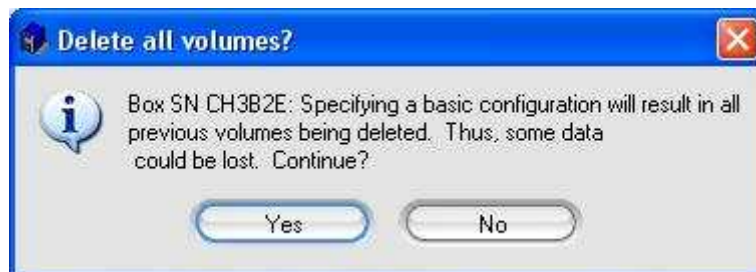 Delete all volumes?
Box SN CH3B2E: Specifying a basic configuration will result in all
previous volumes being deleted.  Thus, some data
could be lost.  Continue?
Yes
No